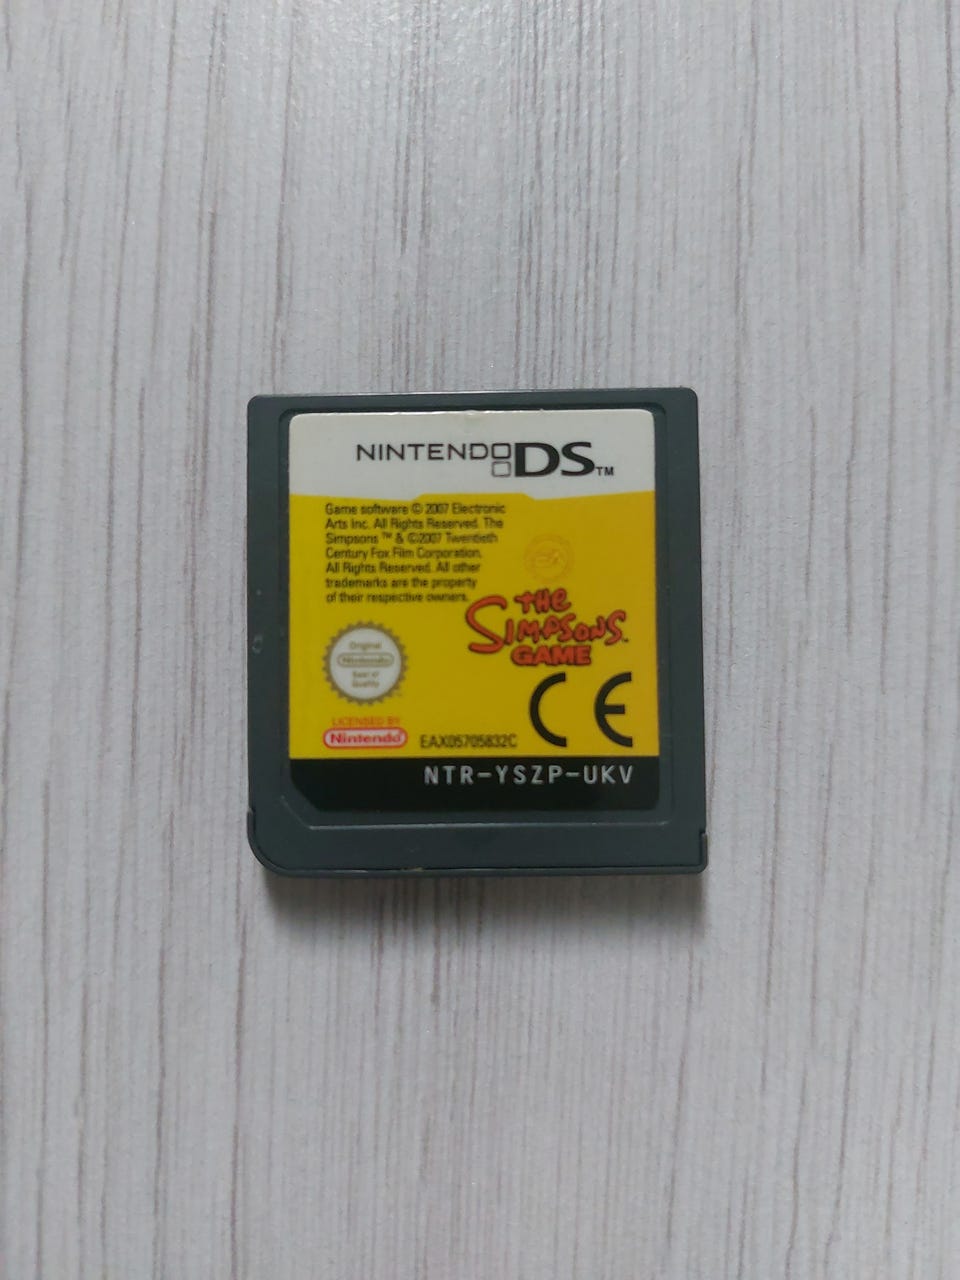 NINTENDO DS™
Game software © 2007 Electronic
Arts Inc. All Rights Reserved. The
Simpsons ™ & ©2007 Twentieth
Century Fox Film Corporation.
All Rights Reserved. All other
trademarks are the property
of their respective owners.
THE
SIMPSONS™
GAME
Original
Nintendo
Seal of
Quality
CE
LICENSED BY
Nintendo
EAX05705832C
NTR-YSZP-UKV